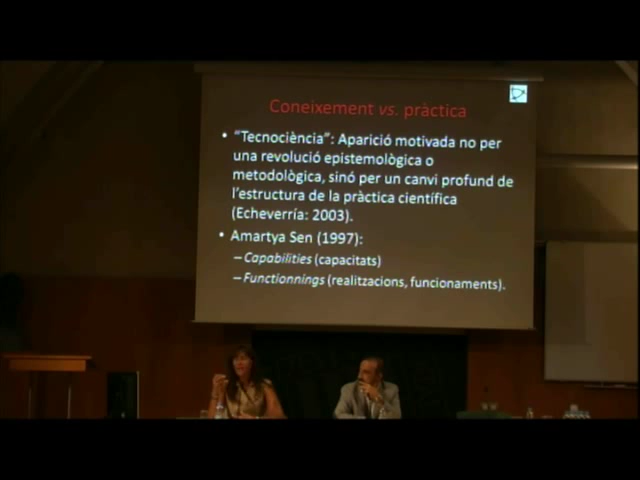 Coneixement vs. pràctica
• "Tecnociència": Aparició motivada no per
una revolució epistemològica o
metodològica, sinó per un canvi profund de
l'estructura de la pràctica científica
(Echeverría: 2003).
• Amartya Sen (1997):
– Capabilities (capacitats)
– Functionnings (realitzacions, funcionaments).